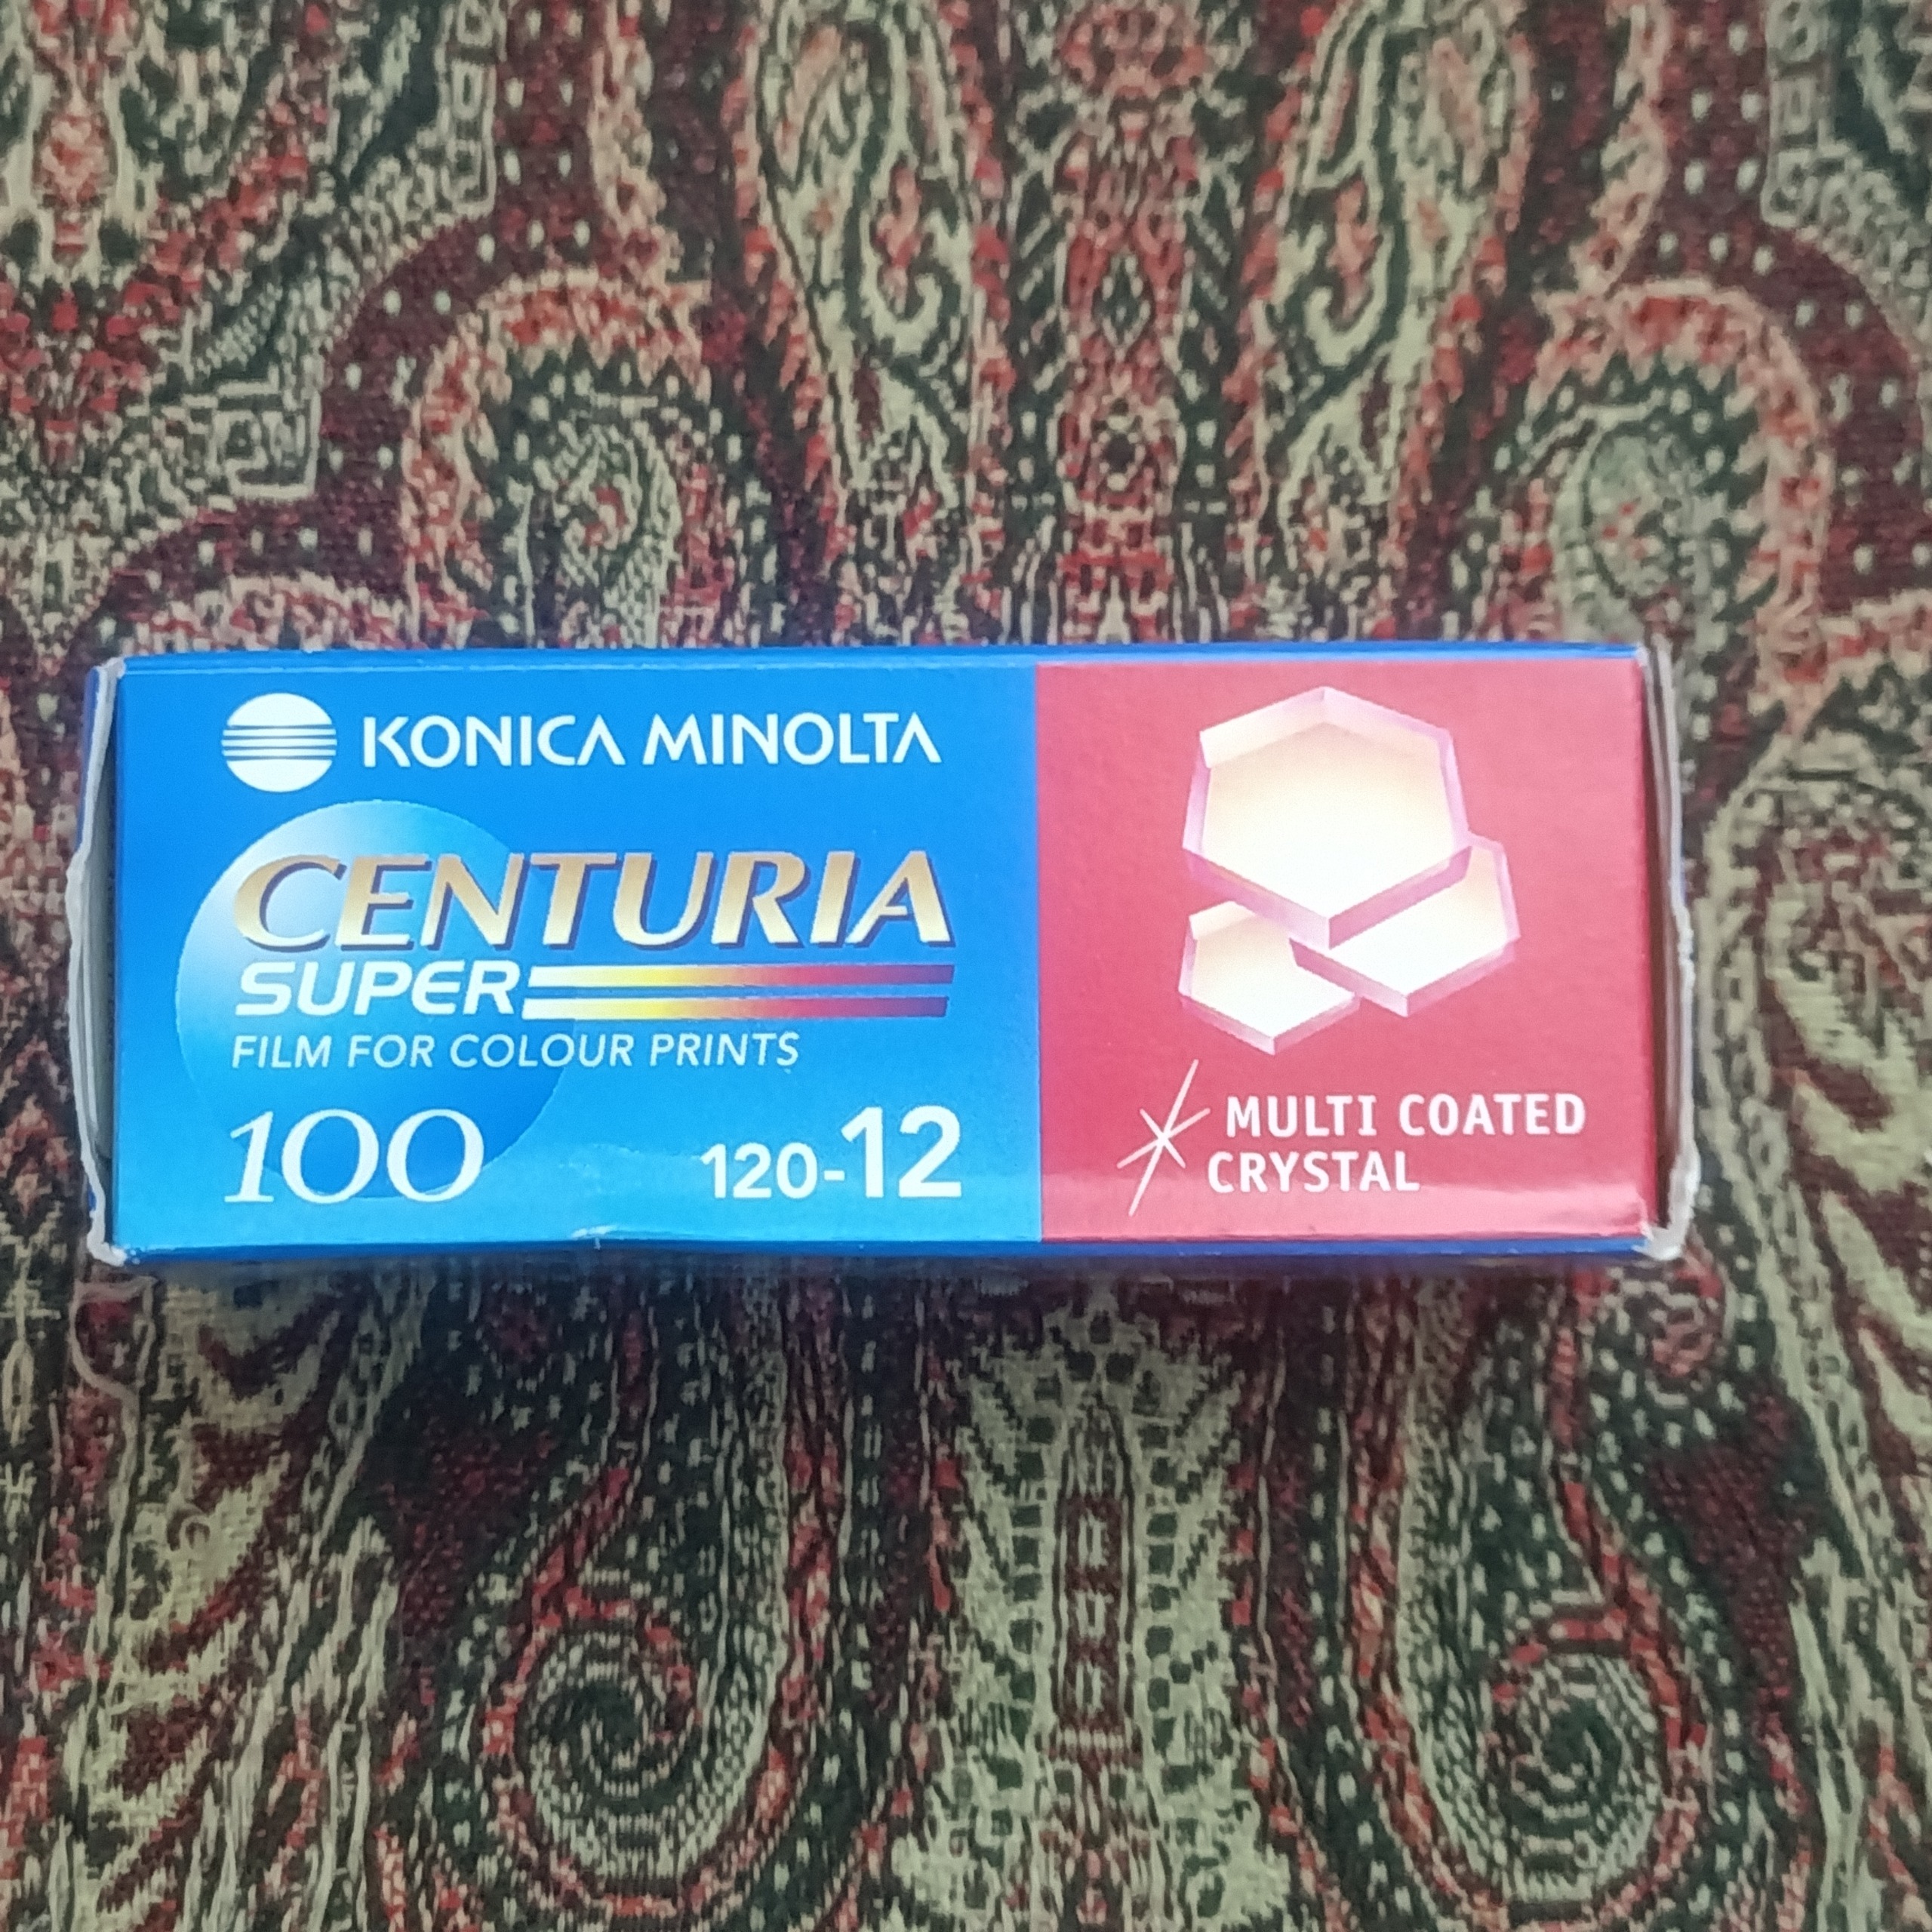 KONICA MINOLTA
CENTURIA
SUPER
FILM FOR COLOUR PRINTS
100 120-12
MULTI COATED
CRYSTAL